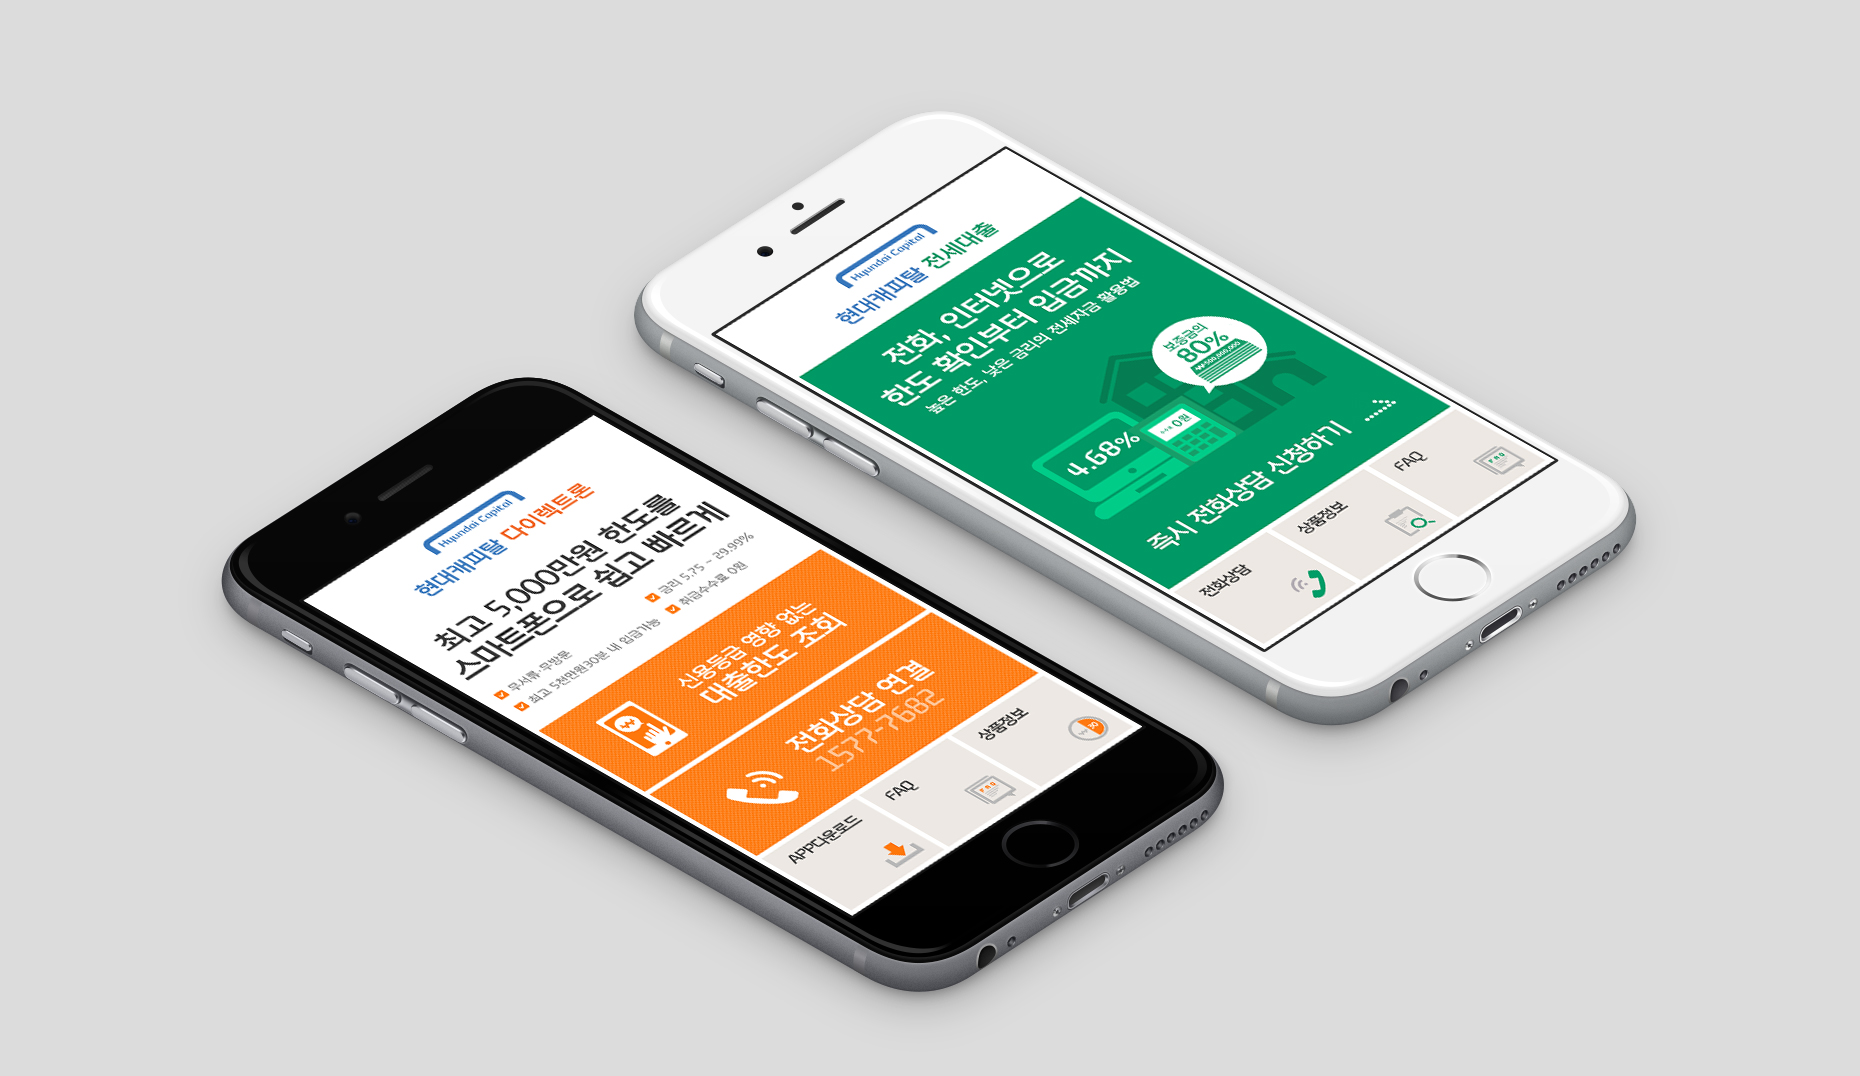 Hyundai Capital
현대캐피탈 다이렉트론
최고 5,000만원 한도를
스마트폰으로 쉽고 빠르게
무서류·무방문
금리 5.75 ~ 29.99%
최고 5천만원30분 내 입금가능
취급수수료 0원
신용등급 영향 없는
대출한도 조회
전화상담 연결
1577-7682
APP다운로드
FAQ
FAQ
상품정보
Hyundai Capital
현대캐피탈 전세대출
전화, 인터넷으로
한도 확인부터 입금까지
높은 한도, 낮은 금리의 전세자금 활용법
보증금의
80%
₩500,000,000
4.68%
수수료 0원
즉시 전화상담 신청하기
전화상담
상품정보
FAQ
FAQ